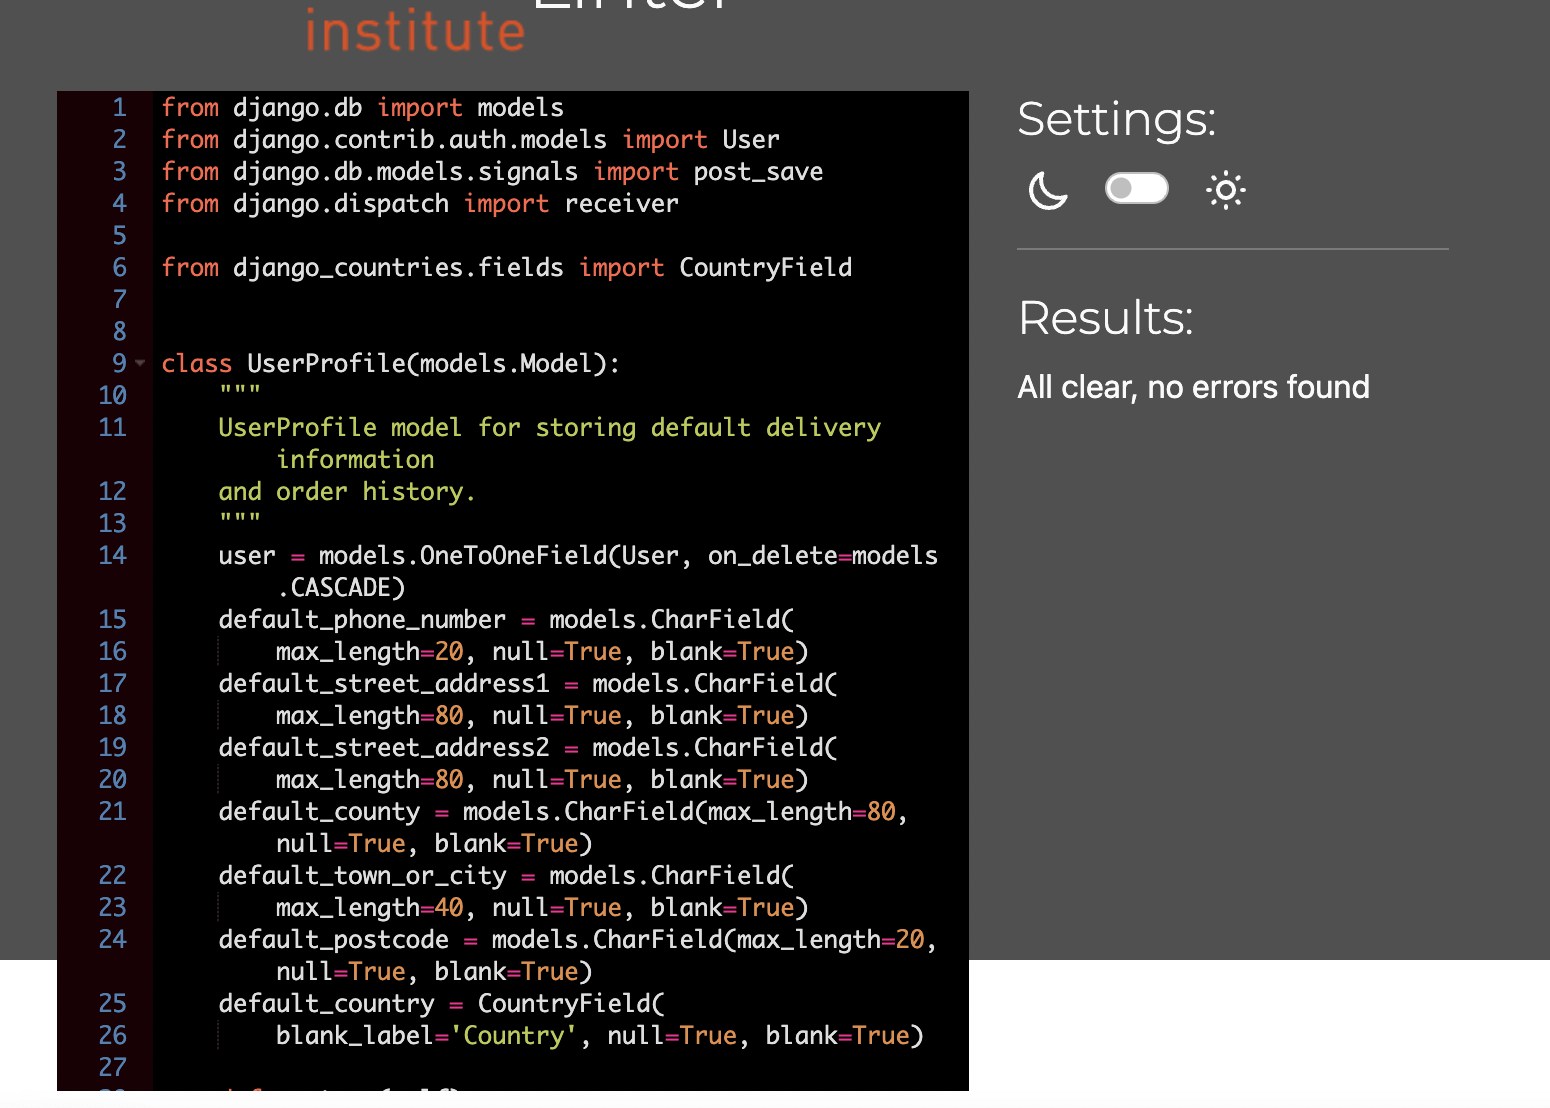 institute
1 from django.db import models
2 from django.contrib.auth.models import User
3 from django.db.models.signals import post_save
4 from django.dispatch import receiver
5
6 from django_countries.fields import CountryField
7
8
9 class UserProfile(models.Model):
10 """
11 UserProfile model for storing default delivery
information
12 and order history.
13 """
14 user = models.OneToOneField(User, on_delete=models
.CASCADE)
15 default_phone_number = models.CharField(
16 max_length=20, null=True, blank=True)
17 default_street_address1 = models.CharField(
18 max_length=80, null=True, blank=True)
19 default_street_address2 = models.CharField(
20 max_length=80, null=True, blank=True)
21 default_county = models.CharField(max_length=80,
null=True, blank=True)
22 default_town_or_city = models.CharField(
23 max_length=40, null=True, blank=True)
24 default_postcode = models.CharField(max_length=20,
null=True, blank=True)
25 default_country = CountryField(
26 blank_label='Country', null=True, blank=True)
27
Settings:
Results:
All clear, no errors found